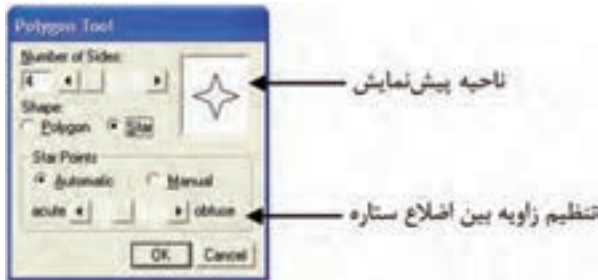 Polygon Tool
Number of Sides:
4
Shape:
Polygon Star
Star Points
Automatic Manual
acute obtuse
OK Cancel
ناحیه پیش‌نمایش
تنظیم زاویه بین اضلاع ستاره